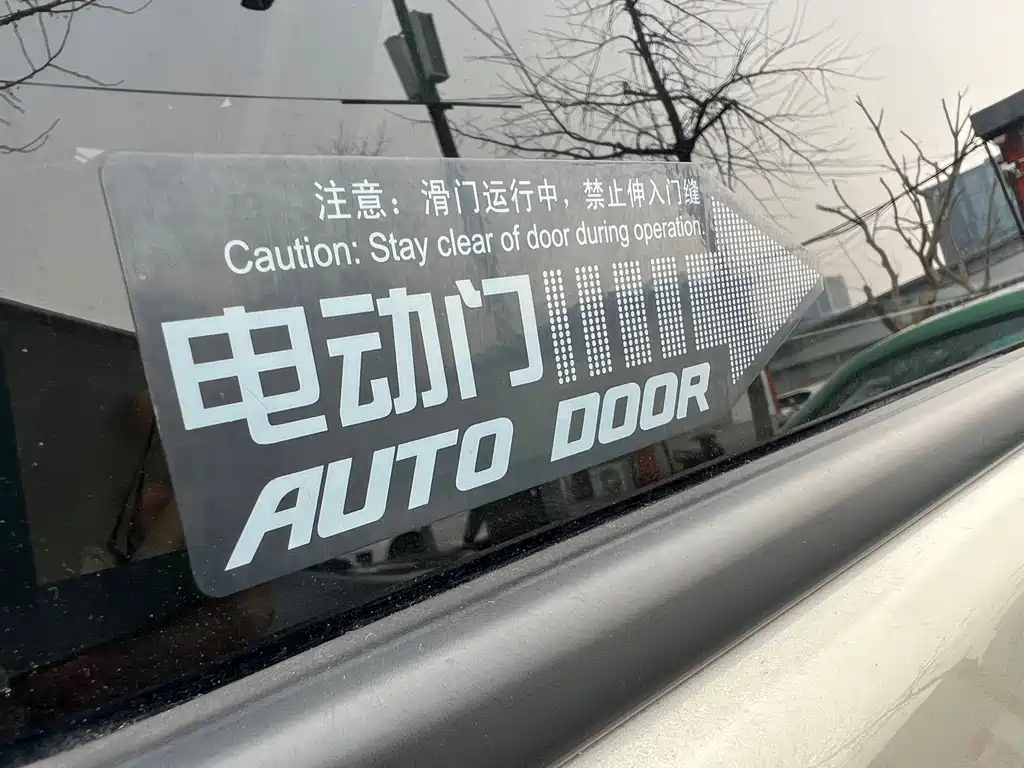 注意：滑门运行中，禁止伸入门缝
Caution: Stay clear of door during operation
电动门
AUTO DOOR